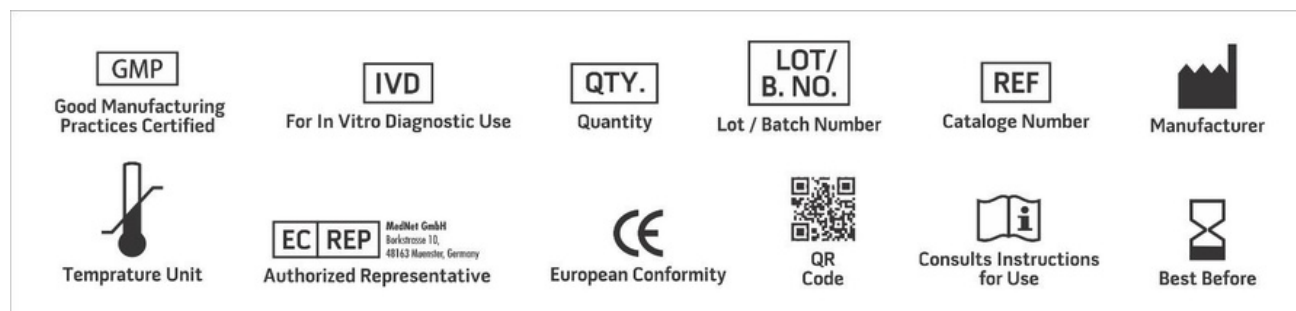 GMP
Good Manufacturing
Practices Certified
IVD
For In Vitro Diagnostic Use
QTY.
Quantity
LOT/
B. NO.
Lot / Batch Number
REF
Cataloge Number
Manufacturer
Temprature Unit
EC REP
MedNet GmbH
Borkstrasse 10,
48163 Muenster, Germany
Authorized Representative
CE
European Conformity
QR
Code
i
Consults Instructions
for Use
Best Before